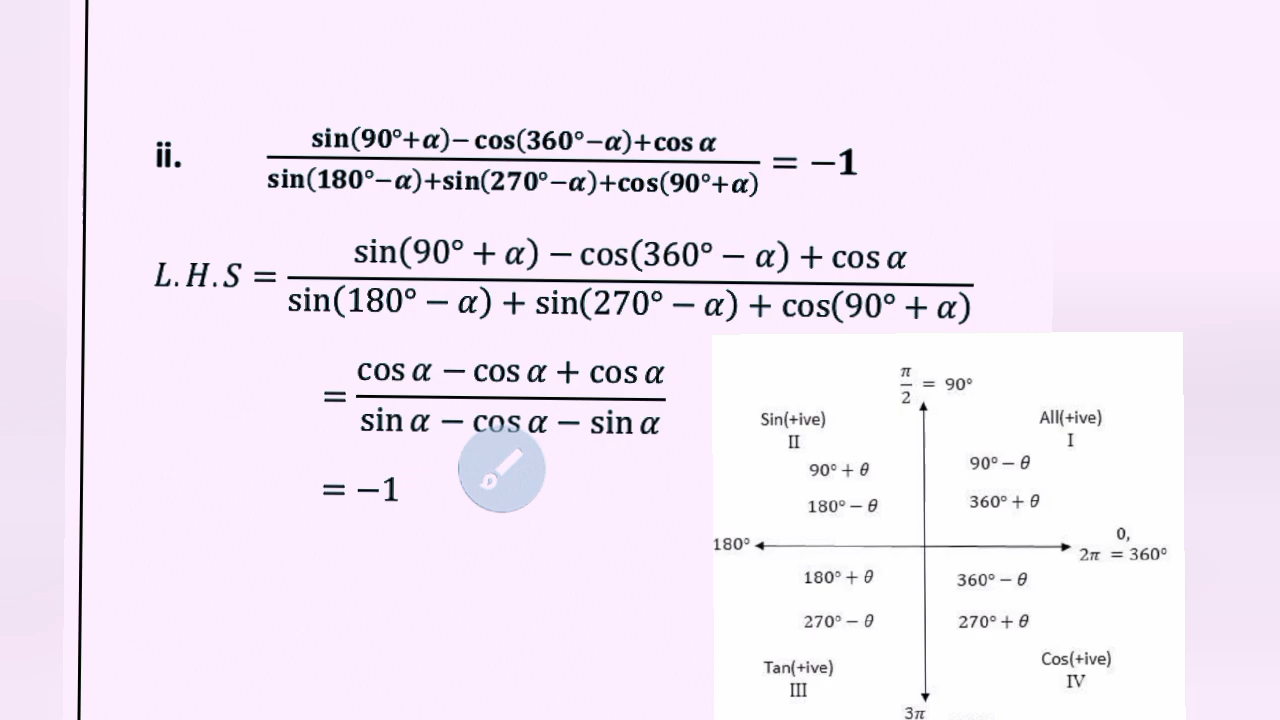 ii. sin(90°+α)−cos(360°−α)+cos α
sin(180°−α)+sin(270°−α)+cos(90°+α) = −1
L.H.S = sin(90° + α) − cos(360° − α) + cos α
sin(180° − α) + sin(270° − α) + cos(90° + α)
= cos α − cos α + cos α
sin α − cos α − sin α
= −1
π
2 = 90°
Sin(+ive) All(+ive)
II I
90° + θ 90° − θ
180° − θ 360° + θ
180° 0,
2π = 360°
180° + θ 360° − θ
270° − θ 270° + θ
Tan(+ive) Cos(+ive)
III IV
3π